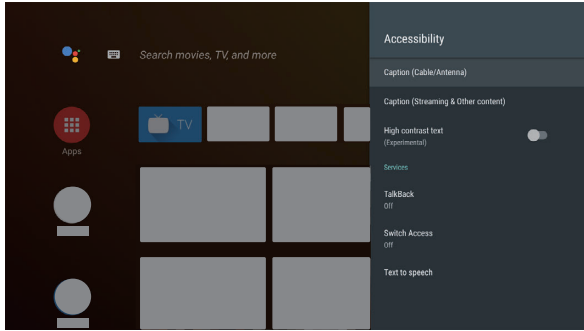 Search movies, TV, and more
TV
Apps
Accessibility
Caption (Cable/Antenna)
Caption (Streaming & Other content)
High contrast text
(Experimental)
Services
TalkBack
Off
Switch Access
Off
Text to speech